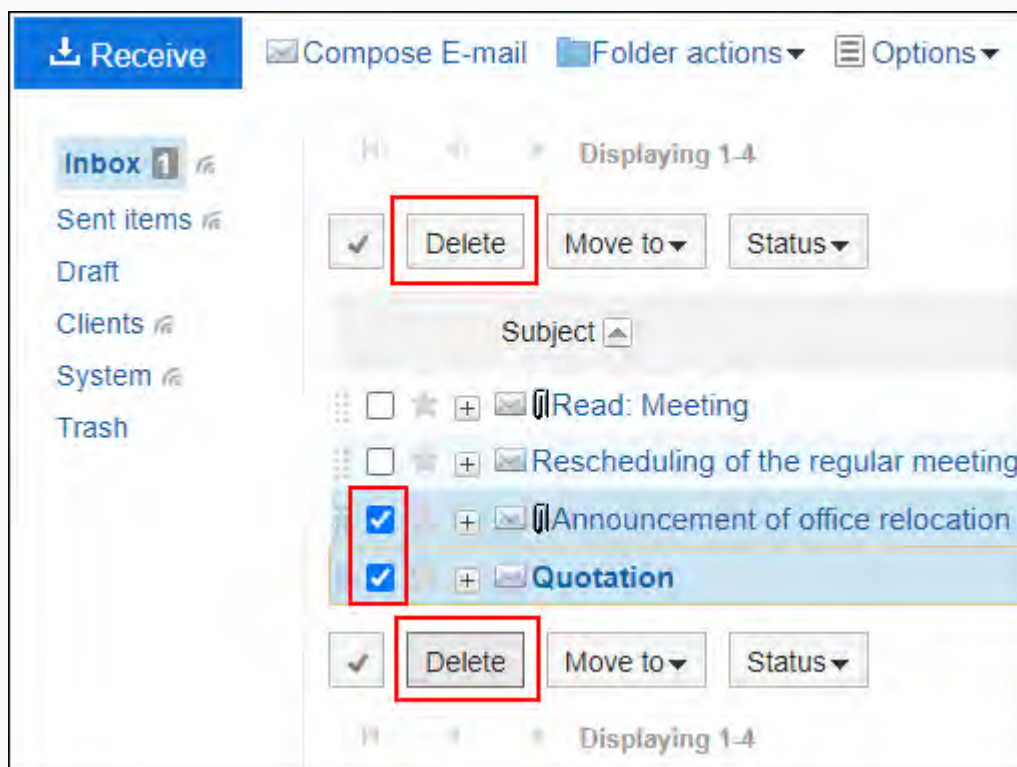 Receive Compose E-mail Folder actions Options
Inbox 1
Sent items
Draft
Clients
System
Trash
Displaying 1-4
Delete Move to Status
Subject
Read: Meeting
Rescheduling of the regular meeting
Announcement of office relocation
Quotation
Delete Move to Status
Displaying 1-4